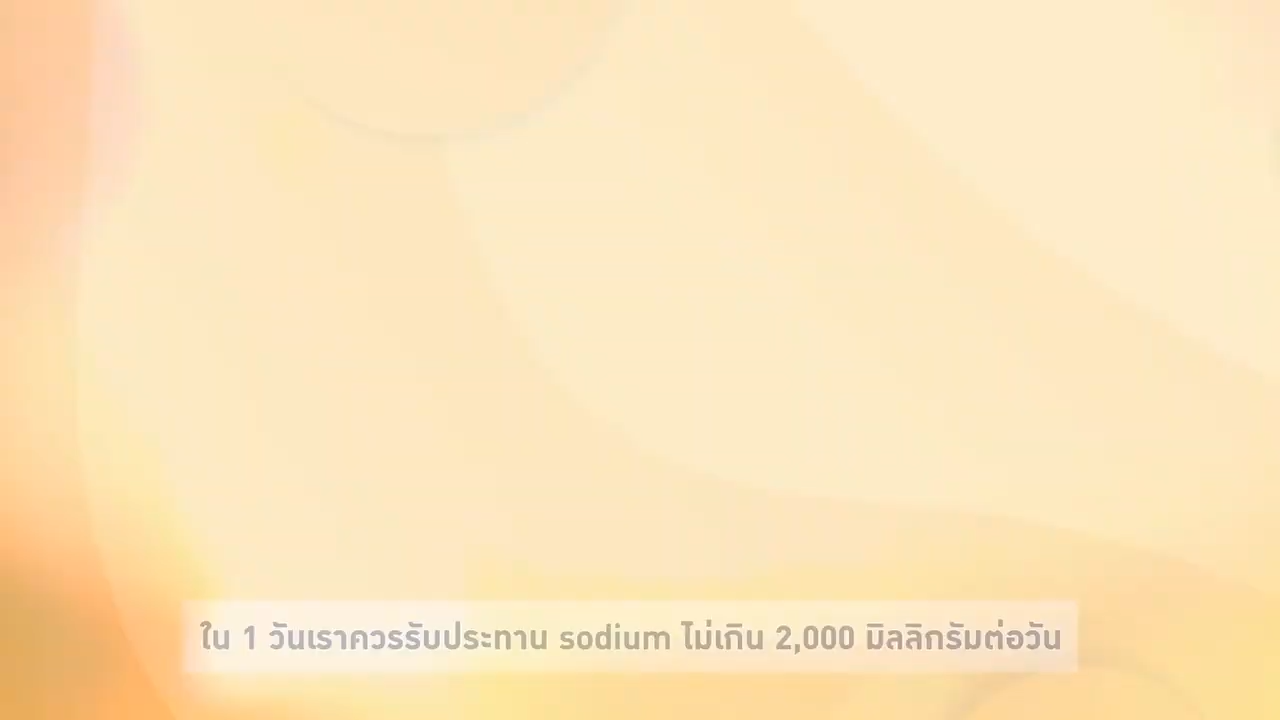 ใน 1 วันเราควรรับประทาน sodium ไม่เกิน 2,000 มิลลิกรัมต่อวัน